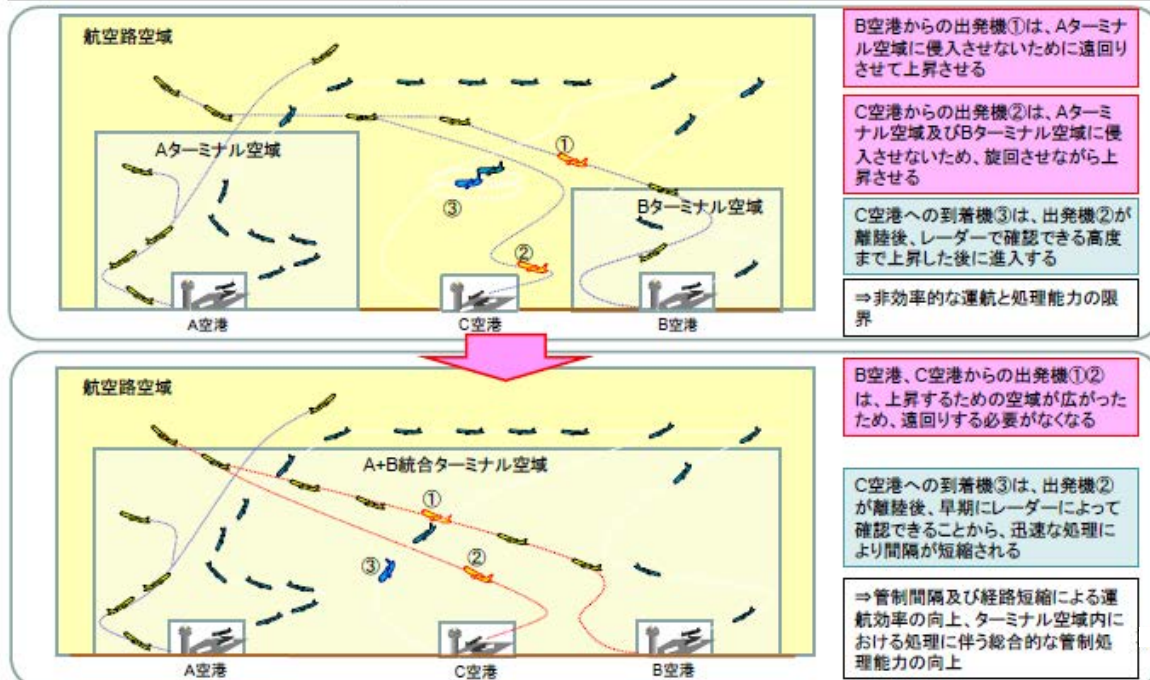 航空路空域
Aターミナル空域
①
③
Bターミナル空域
②
A空港
C空港
B空港
B空港からの出発機①は、Aターミナ
ル空域に侵入させないために遠回り
させて上昇させる
C空港からの出発機②は、Aターミ
ナル空域及びBターミナル空域に侵
入させないため、旋回させながら上
昇させる
C空港への到着機③は、出発機②が
離陸後、レーダーで確認できる高度
まで上昇した後に進入する
⇒非効率的な運航と処理能力の限
界
航空路空域
A+B統合ターミナル空域
①
③
②
A空港
C空港
B空港
B空港、C空港からの出発機①②
は、上昇するための空域が広がった
ため、遠回りする必要がなくなる
C空港への到着機③は、出発機②
が離陸後、早期にレーダーによって
確認できることから、迅速な処理に
より間隔が短縮される
⇒管制間隔及び経路短縮による運
航効率の向上、ターミナル空域内に
おける処理に伴う総合的な管制処
理能力の向上